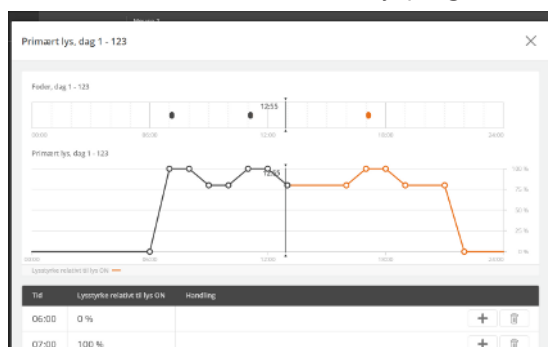 Primært lys, dag 1 - 123
Foder, dag 1 - 123
12:55
00:00 06:00 12:00 18:00 24:00
Primært lys, dag 1 - 123
12:55
100 %
75 %
50 %
25 %
0 %
00:00 06:00 12:00 18:00 24:00
Lysstyrke relativt til lys ON
Tid Lysstyrke relativt til lys ON Handling
06:00 0 %
07:00 100 %